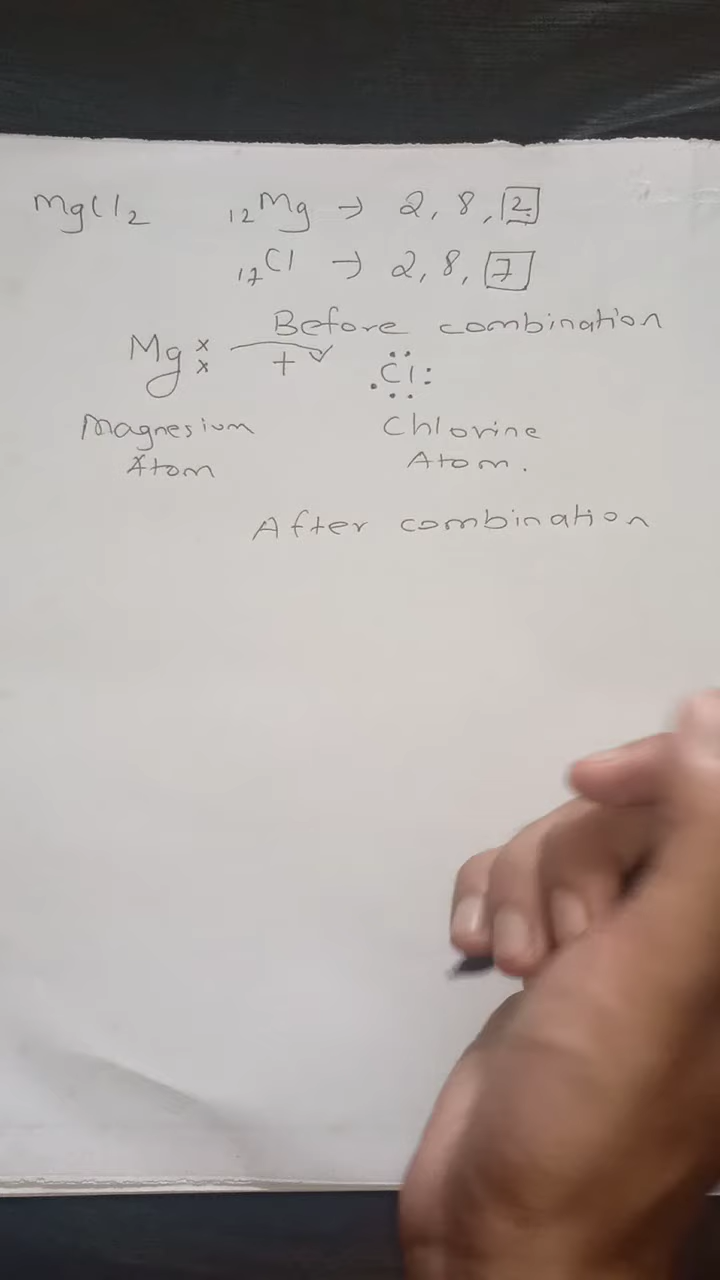 MgCl2 12Mg → 2, 8, 2
17Cl → 2, 8, 7
Before combination
Mg + Cl
Magnesium Chlorine
Atom Atom.
After combination